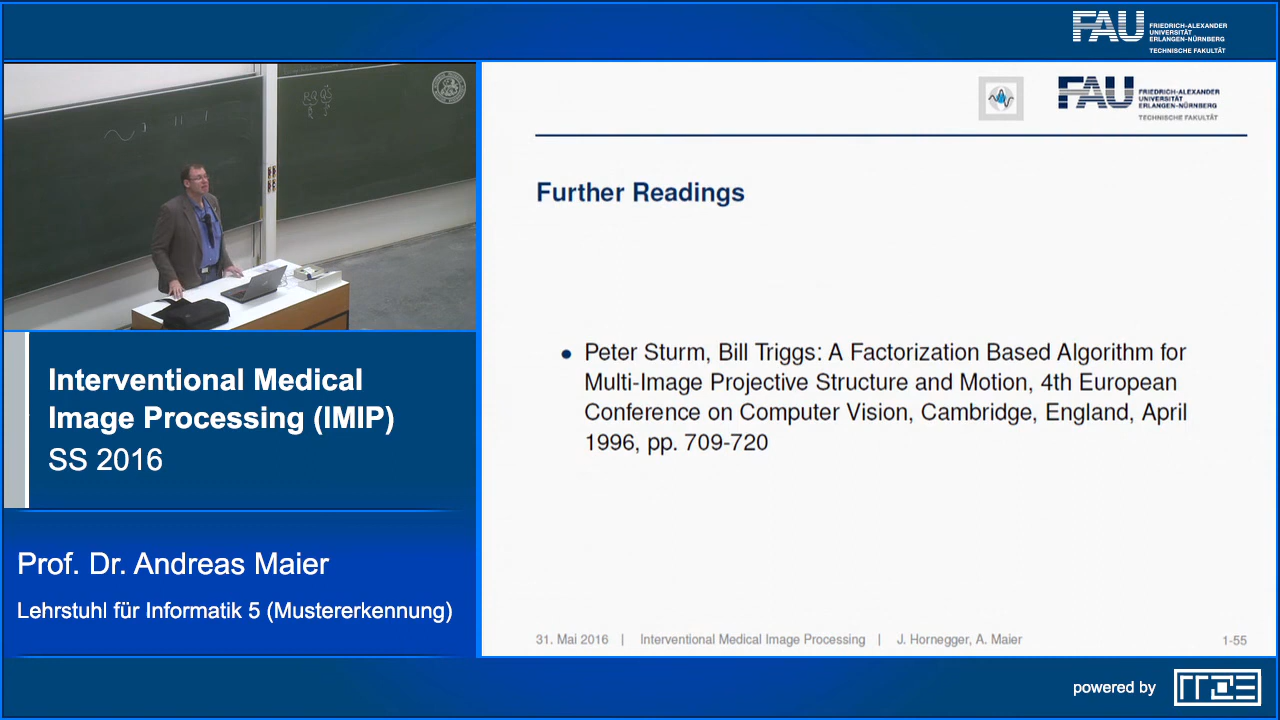 FAU
FRIEDRICH-ALEXANDER
UNIVERSITÄT
ERLANGEN-NÜRNBERG
TECHNISCHE FAKULTÄT
FAU
FRIEDRICH-ALEXANDER
UNIVERSITÄT
ERLANGEN-NÜRNBERG
TECHNISCHE FAKULTÄT
Further Readings
• Peter Sturm, Bill Triggs: A Factorization Based Algorithm for
Multi-Image Projective Structure and Motion, 4th European
Conference on Computer Vision, Cambridge, England, April
1996, pp. 709-720
31. Mai 2016 | Interventional Medical Image Processing | J. Hornegger, A. Maier 1-55
Interventional Medical
Image Processing (IMIP)
SS 2016
Prof. Dr. Andreas Maier
Lehrstuhl für Informatik 5 (Mustererkennung)
powered by